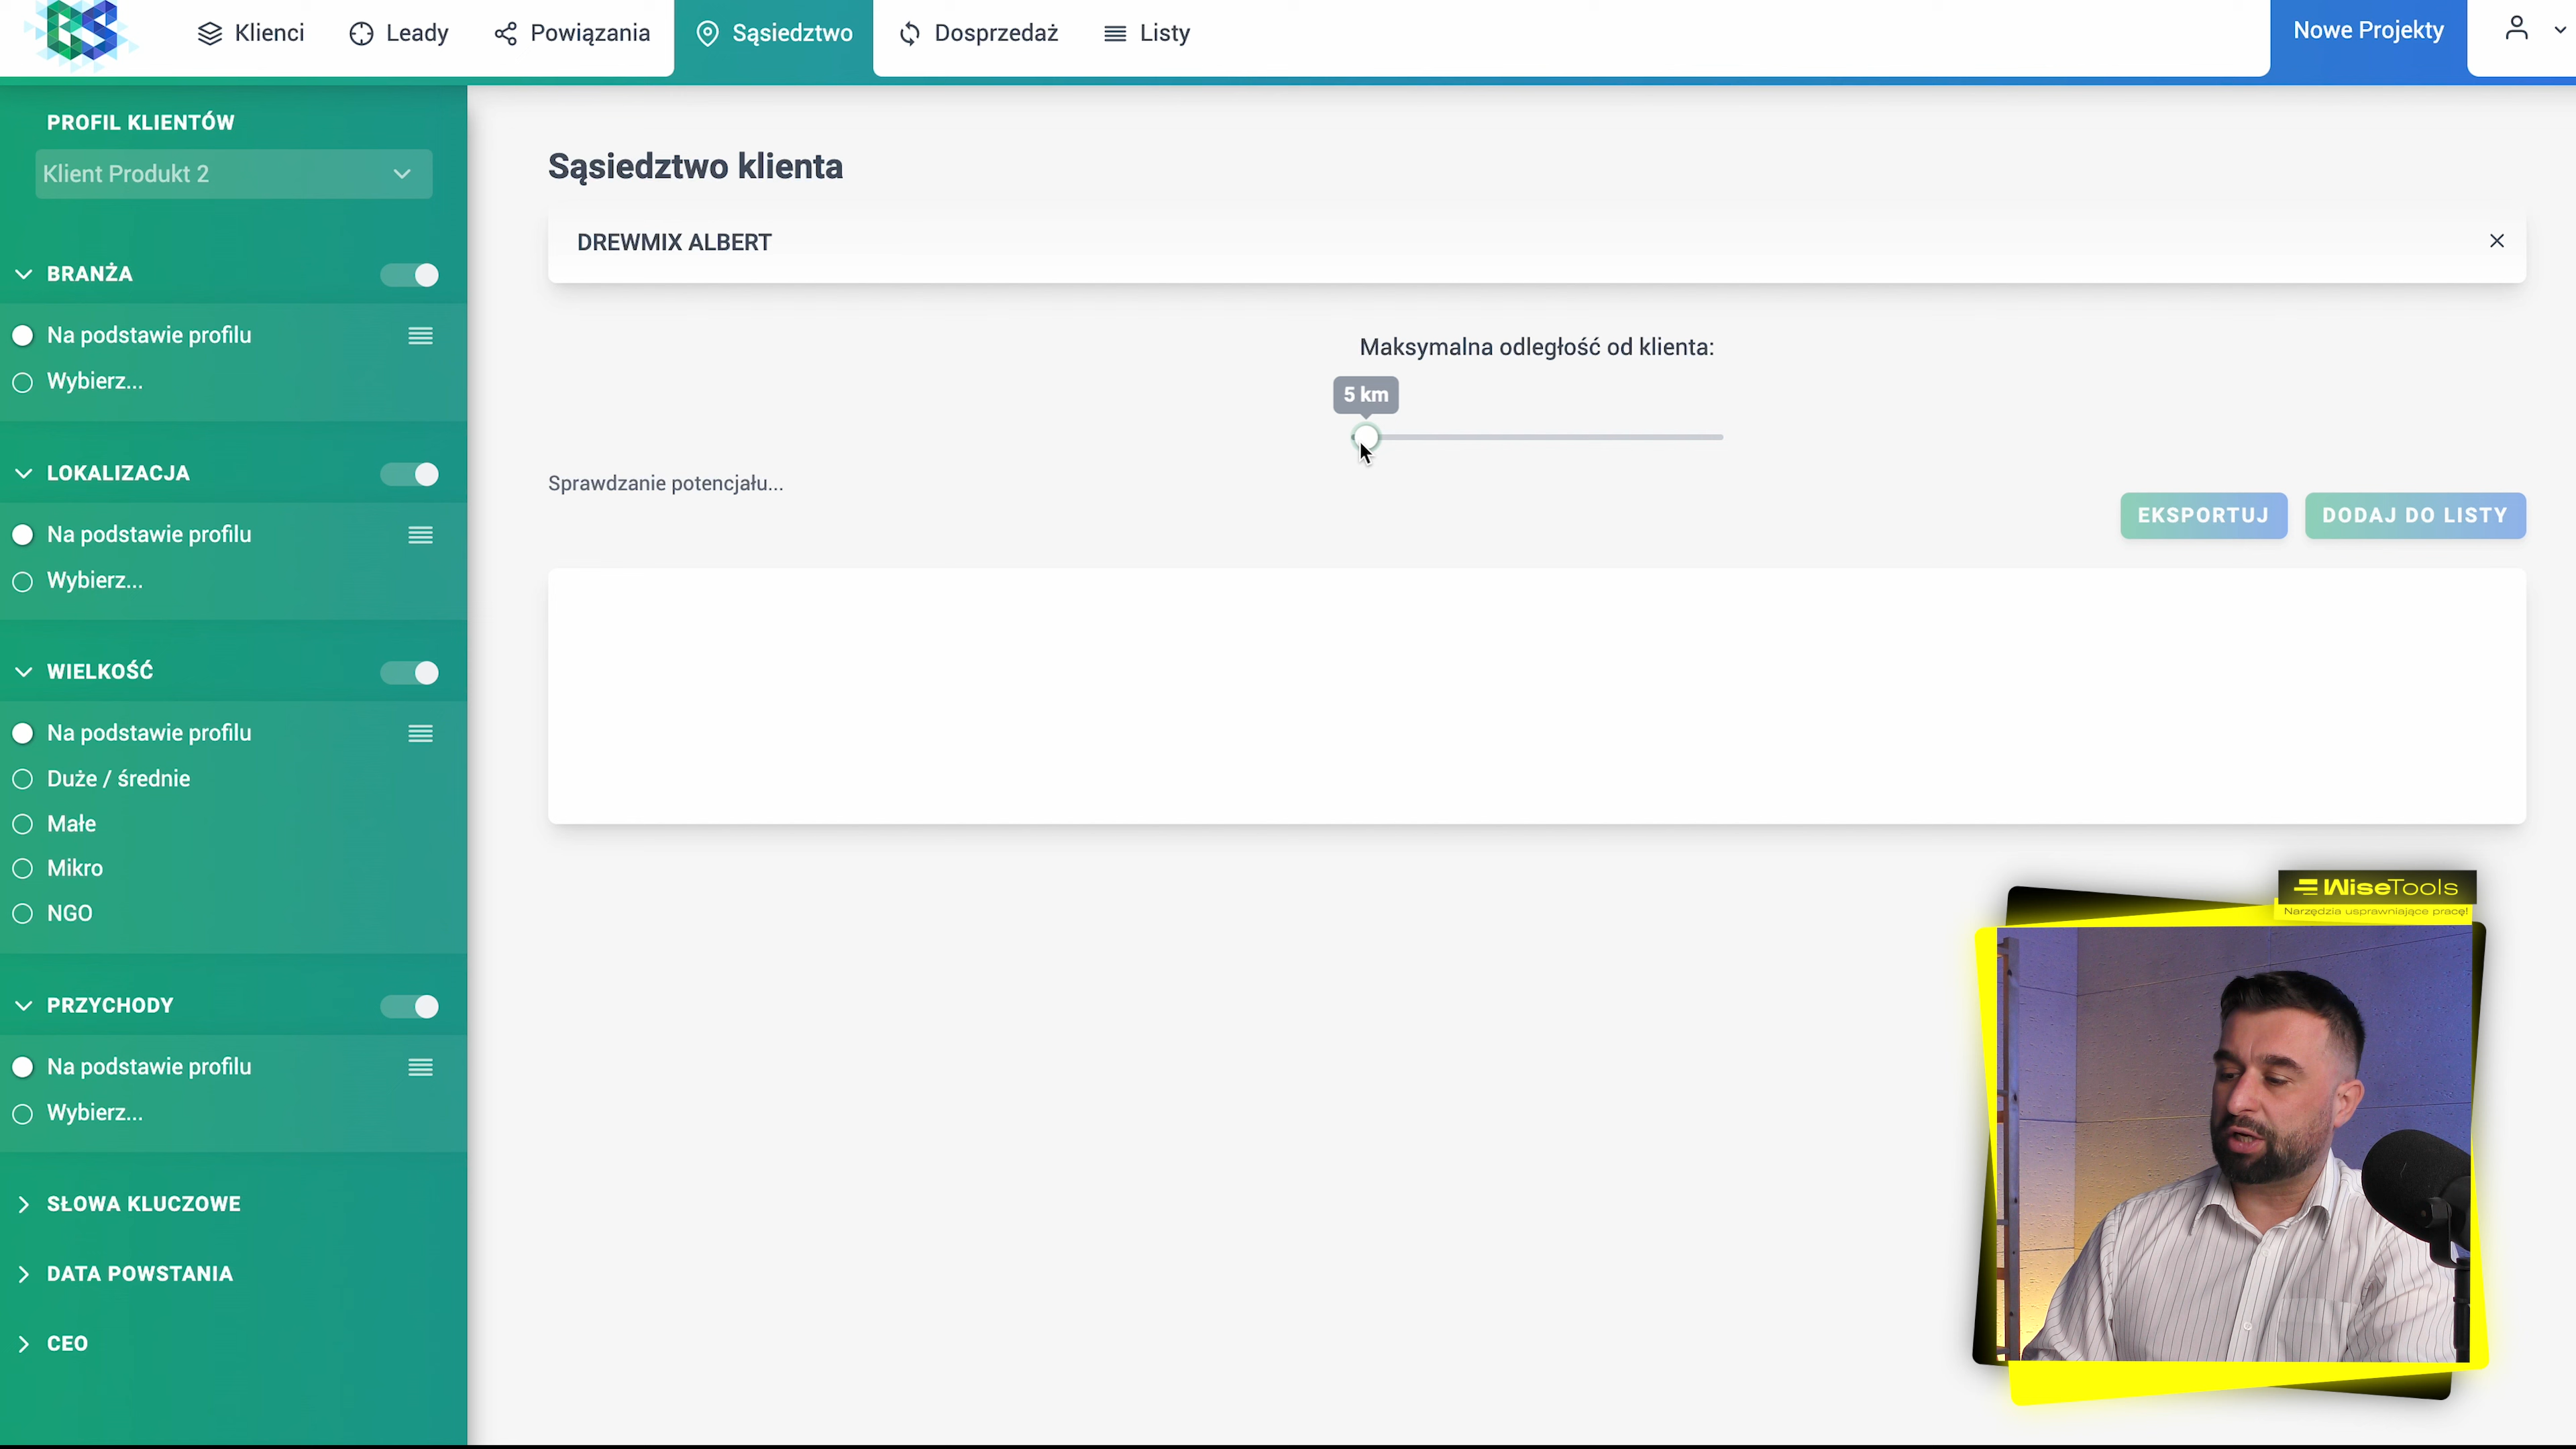 Klienci
Leady
Powiązania
Sąsiedztwo
Dosprzedaż
Listy
Nowe Projekty
PROFIL KLIENTÓW
Klient Produkt 2
BRANŻA
Na podstawie profilu
Wybierz...
LOKALIZACJA
Na podstawie profilu
Wybierz...
WIELKOŚĆ
Na podstawie profilu
Duże / średnie
Małe
Mikro
NGO
PRZYCHODY
Na podstawie profilu
Wybierz...
SŁOWA KLUCZOWE
DATA POWSTANIA
CEO
Sąsiedztwo klienta
DREWMIX ALBERT
Maksymalna odległość od klienta:
5 km
Sprawdzanie potencjału...
EKSPORTUJ
DODAJ DO LISTY
WiseTools
Narzędzia usprawniające pracę!